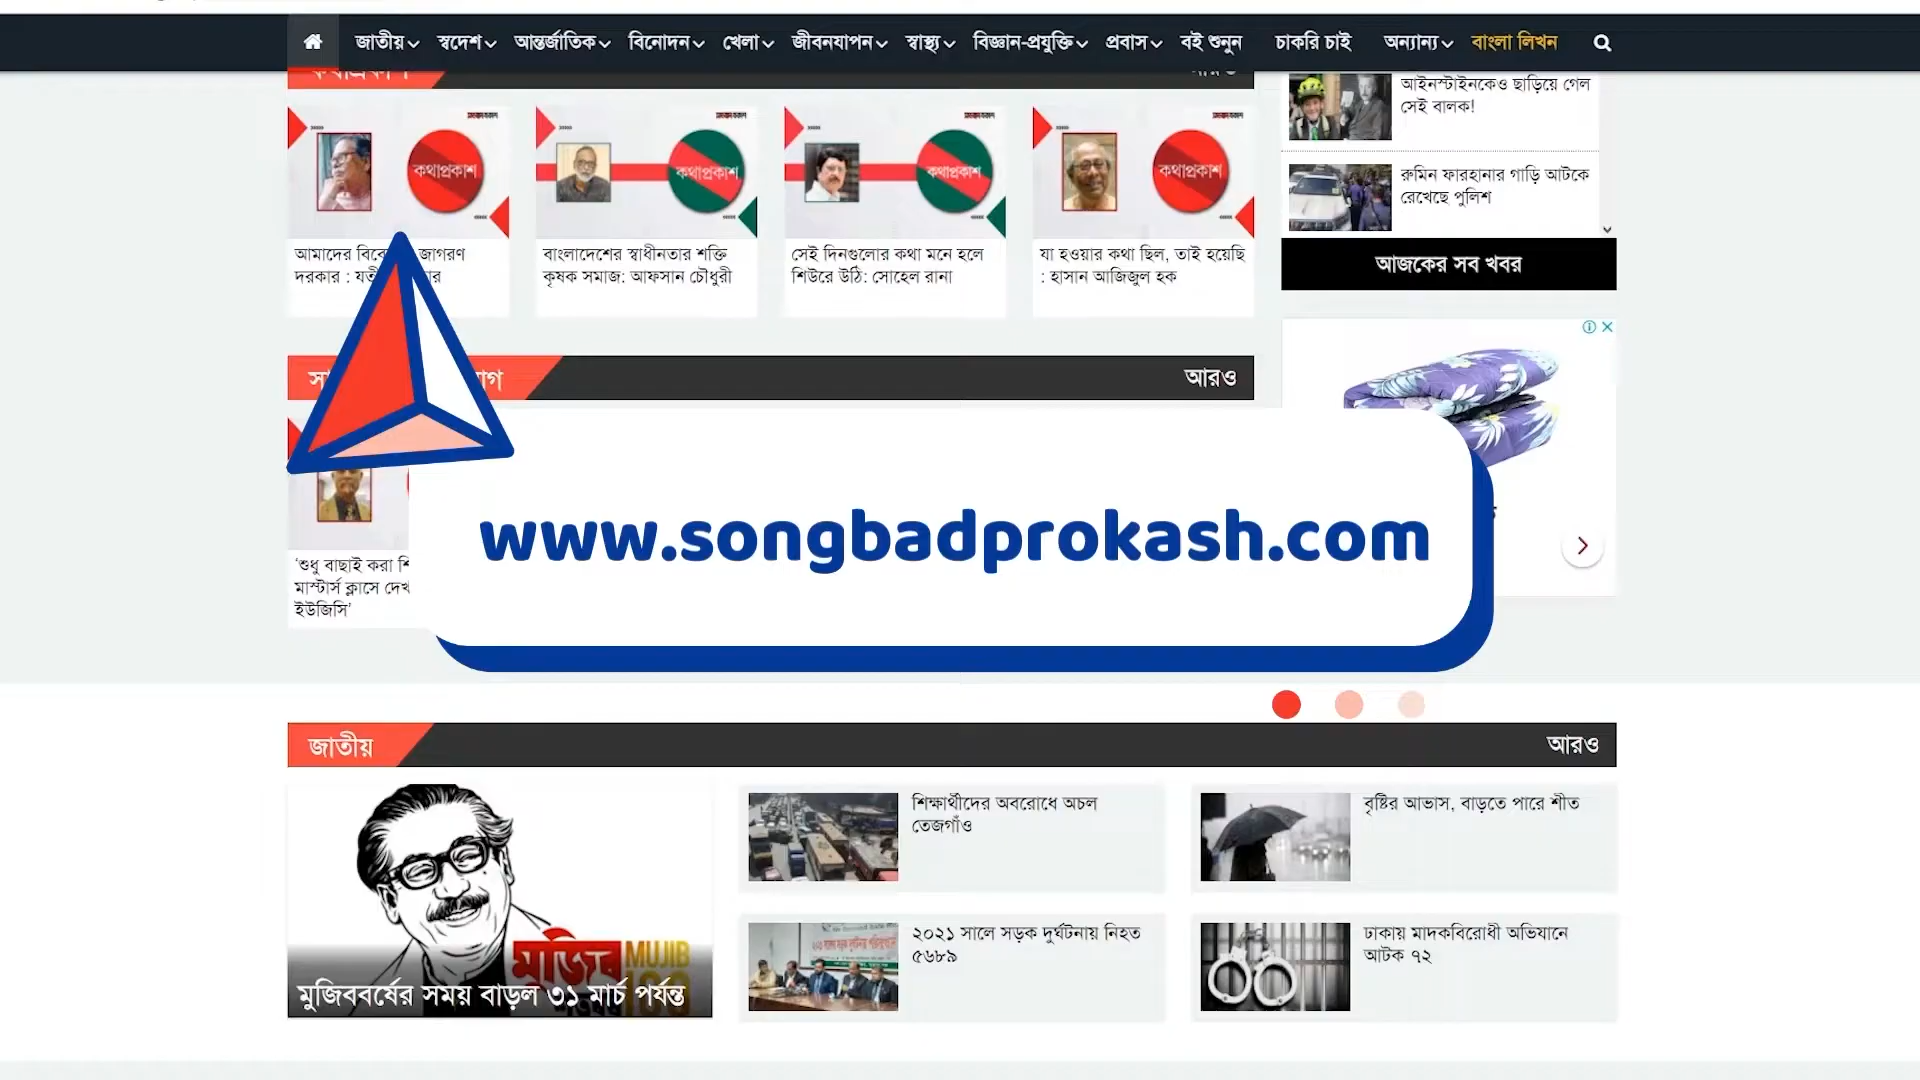 জাতীয় স্বদেশ আন্তর্জাতিক বিনোদন খেলা জীবনযাপন স্বাস্থ্য বিজ্ঞান-প্রযুক্তি প্রবাস বই শুনুন চাকরি চাই অন্যান্য বাংলা লিখন
আইনস্টাইনকেও ছাড়িয়ে গেল
সেই বালক!
কথাপ্রকাশ
কথাপ্রকাশ
কথাপ্রকাশ
কথাপ্রকাশ
রুমিন ফারহানার গাড়ি আটকে
রেখেছে পুলিশ
আমাদের জাগরণ
দরকার :
বাংলাদেশের স্বাধীনতার শক্তি
কৃষক সমাজ: আফসান চৌধুরী
সেই দিনগুলোর কথা মনে হলে
শিউরে উঠি: সোহেল রানা
যা হওয়ার কথা ছিল, তাই হয়েছি
: হাসান আজিজুল হক
আজকের সব খবর
আরও
www.songbadprokash.com
‘শুধু বাছাই করা
মাস্টার্স ক্লাসে
ইউজিসি’
জাতীয়
আরও
মুজিব MUJIB
100
মুজিববর্ষের সময় বাড়ল ৩১ মার্চ পর্যন্ত
শিক্ষার্থীদের অবরোধে অচল
তেজগাঁও
বৃষ্টির আভাস, বাড়তে পারে শীত
২০২১ সালে সড়ক দুর্ঘটনায় নিহত
৫৬৮৯
ঢাকায় মাদকবিরোধী অভিযানে
আটক ৭২